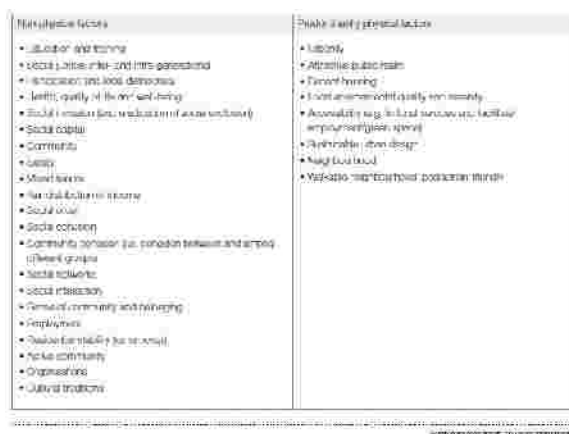 Non-physical factors
• Education and training
• Social justice: inter- and intra-generational
• Participation and local democracy
• Health, quality of life and well-being
• Social inclusion (and eradication of social exclusion)
• Social capital
• Community
• Safety
• Mixed tenure
• Fair distribution of income
• Social order
• Social cohesion
• Community cohesion (i.e. cohesion between and among
different groups)
• Social networks
• Social interaction
• Sense of community and belonging
• Employment
• Residential stability (vs turnover)
• Active community
• Organisations
• Cultural traditions
Predominantly physical factors
• Urbanity
• Attractive public realm
• Decent housing
• Local environmental quality and amenity
• Accessibility (e.g. to local services and facilities/
employment/green space)
• Sustainable urban design
• Neighbourhood
• Walkable neighbourhood: pedestrian friendly